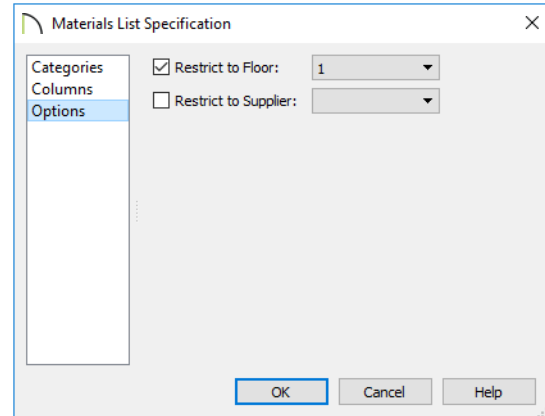 Materials List Specification
Categories
Columns
Options
Restrict to Floor: 1
Restrict to Supplier:
OK Cancel Help